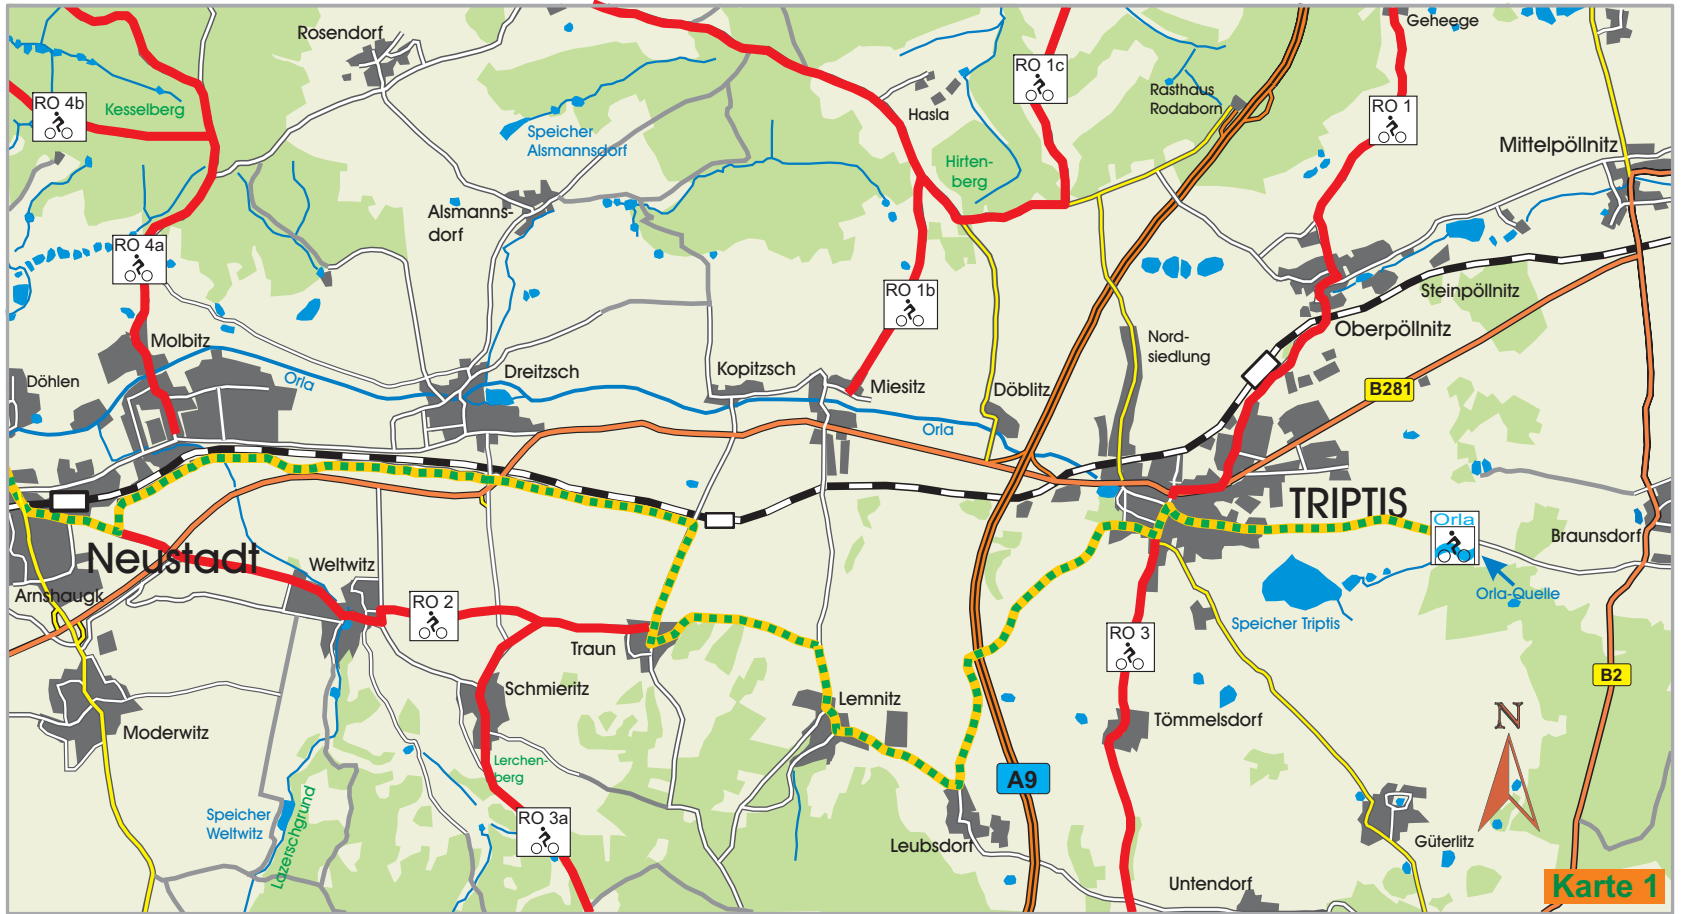 Geheege
Rosendorf
RO 1c
Rasthaus
Rodaborn
RO 4b
Kesselberg
Hasla
RO 1
Speicher
Alsmannsdorf
Mittelpöllnitz
Hirten-
berg
Alsmanns-
dorf
RO 4a
RO 1b
Steinpöllnitz
Oberpöllnitz
Molbitz
Nord-
siedlung
Döhlen
Orla
Dreitzsch
Kopitzsch
Miesitz
Döblitz
B281
Orla
TRIPTIS
Orla
Neustadt
Braunsdorf
Weltwitz
Arnshaugk
Orla-Quelle
RO 2
Speicher Triptis
Traun
RO 3
B2
Schmieritz
Lemnitz
Moderwitz
Tömmelsdorf
N
Lerchen-
berg
A9
Speicher
Weltwitz
Lazerschgrund
RO 3a
Leubsdorf
Güterlitz
Untendorf
Karte 1